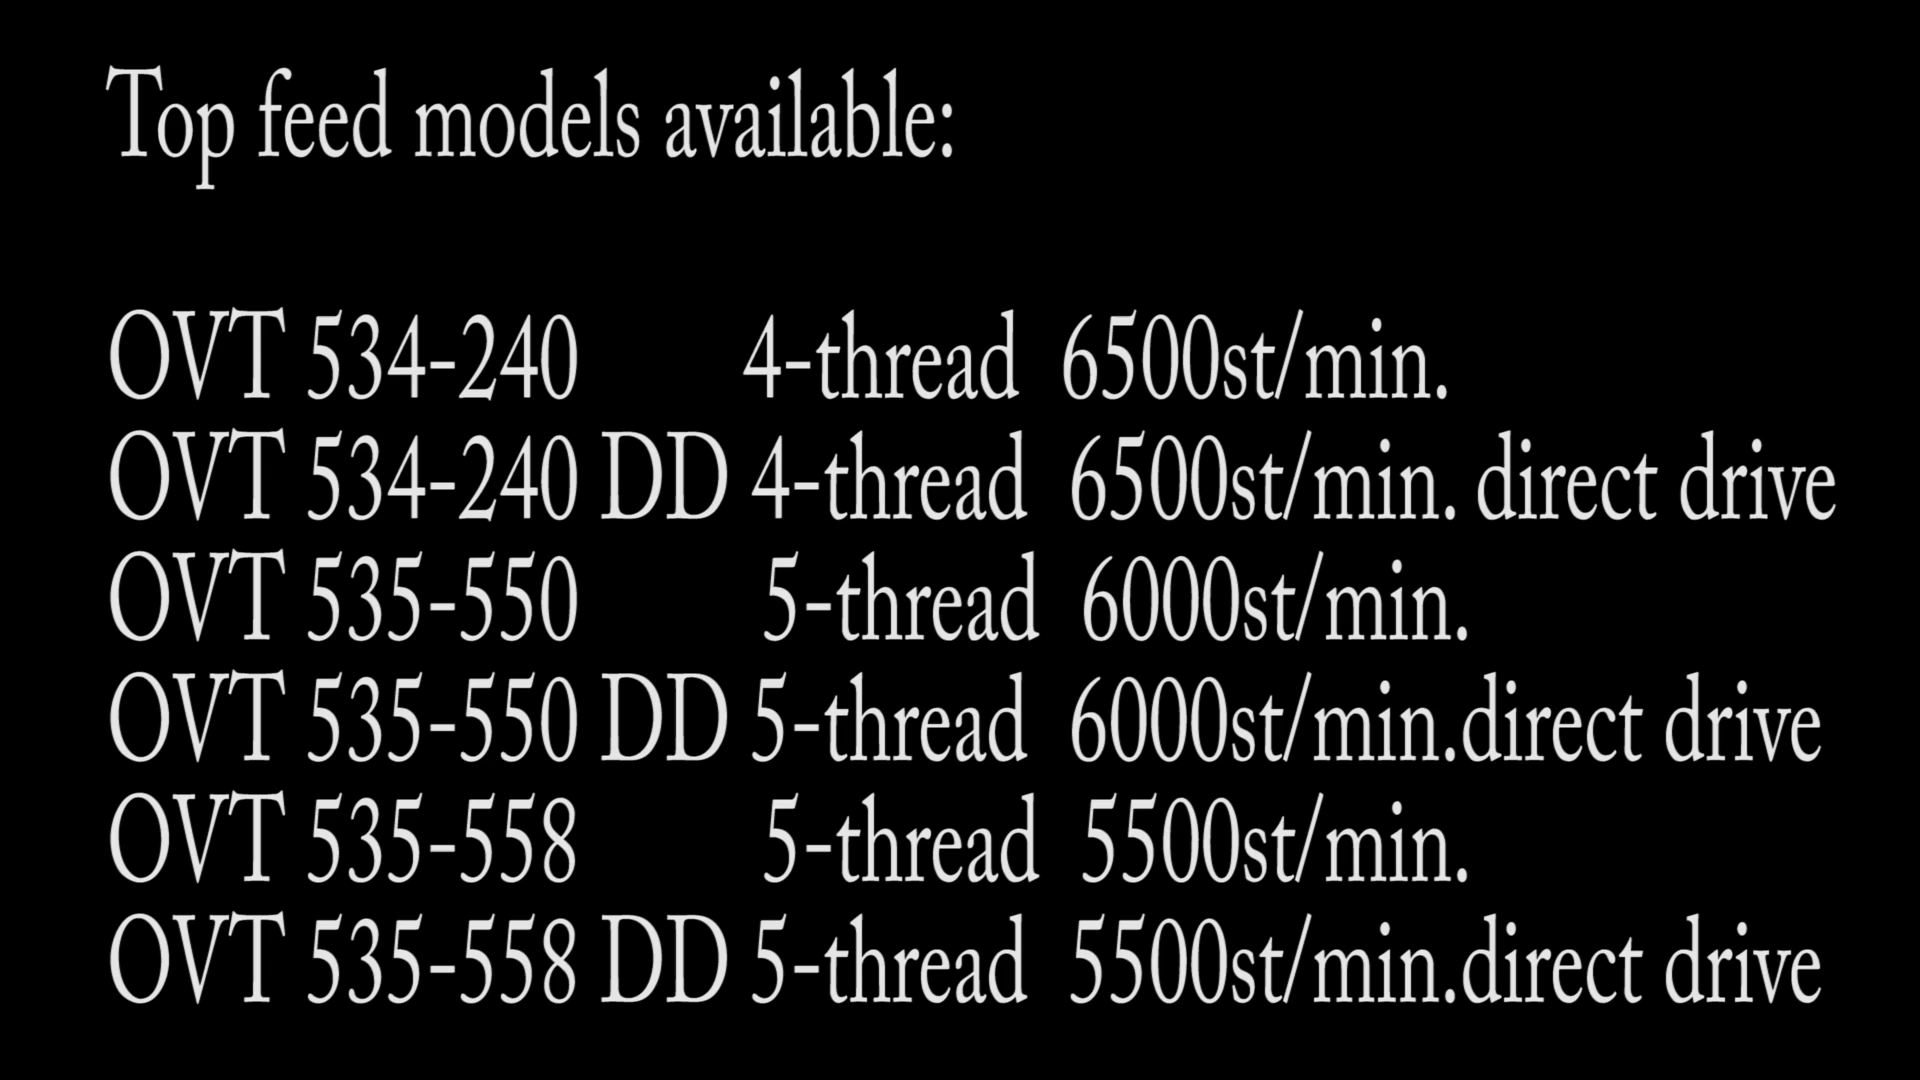 Top feed models available:
OVT 534-240 4-thread 6500st/min.
OVT 534-240 DD 4-thread 6500st/min. direct drive
OVT 535-550 5-thread 6000st/min.
OVT 535-550 DD 5-thread 6000st/min.direct drive
OVT 535-558 5-thread 5500st/min.
OVT 535-558 DD 5-thread 5500st/min.direct drive